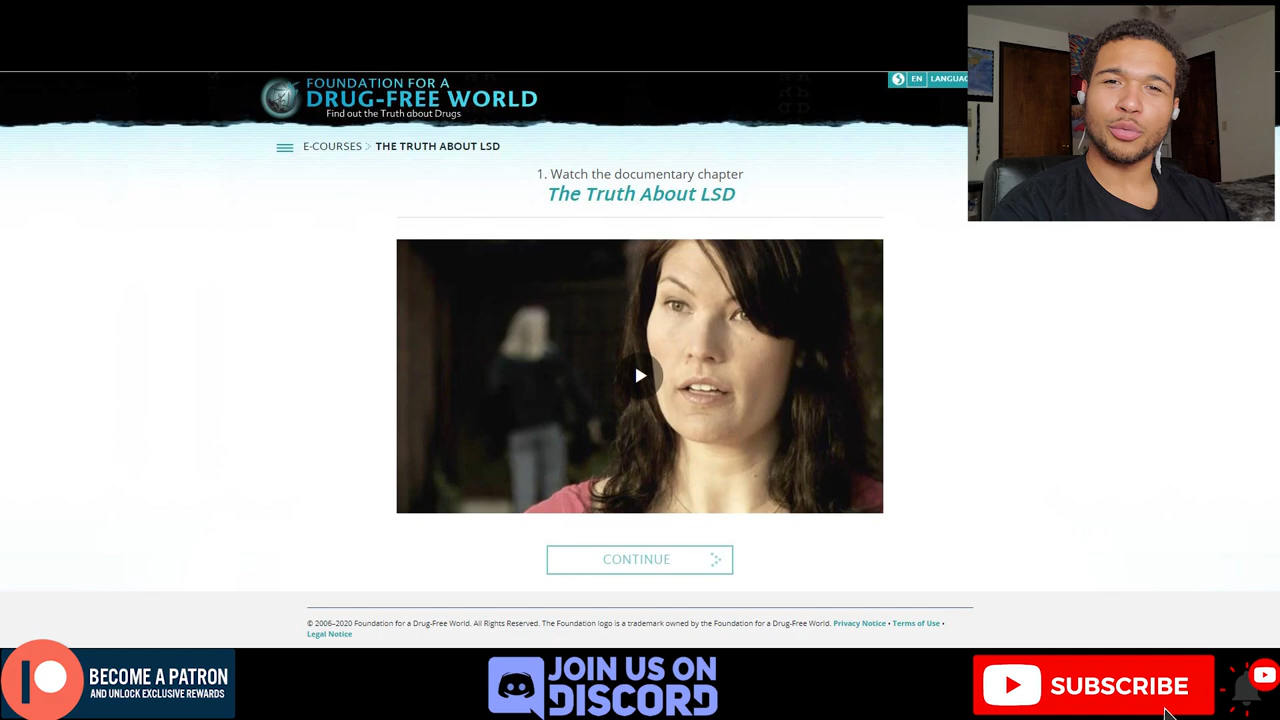 FOUNDATION FOR A
DRUG-FREE WORLD
Find out the Truth about Drugs
EN LANGUAG
E-COURSES > THE TRUTH ABOUT LSD
1. Watch the documentary chapter
The Truth About LSD
CONTINUE
© 2006–2020 Foundation for a Drug-Free World. All Rights Reserved. The Foundation logo is a trademark owned by the Foundation for a Drug-Free World. Privacy Notice • Terms of Use •
Legal Notice
BECOME A PATRON
AND UNLOCK EXCLUSIVE REWARDS
JOIN US ON
DISCORD
SUBSCRIBE